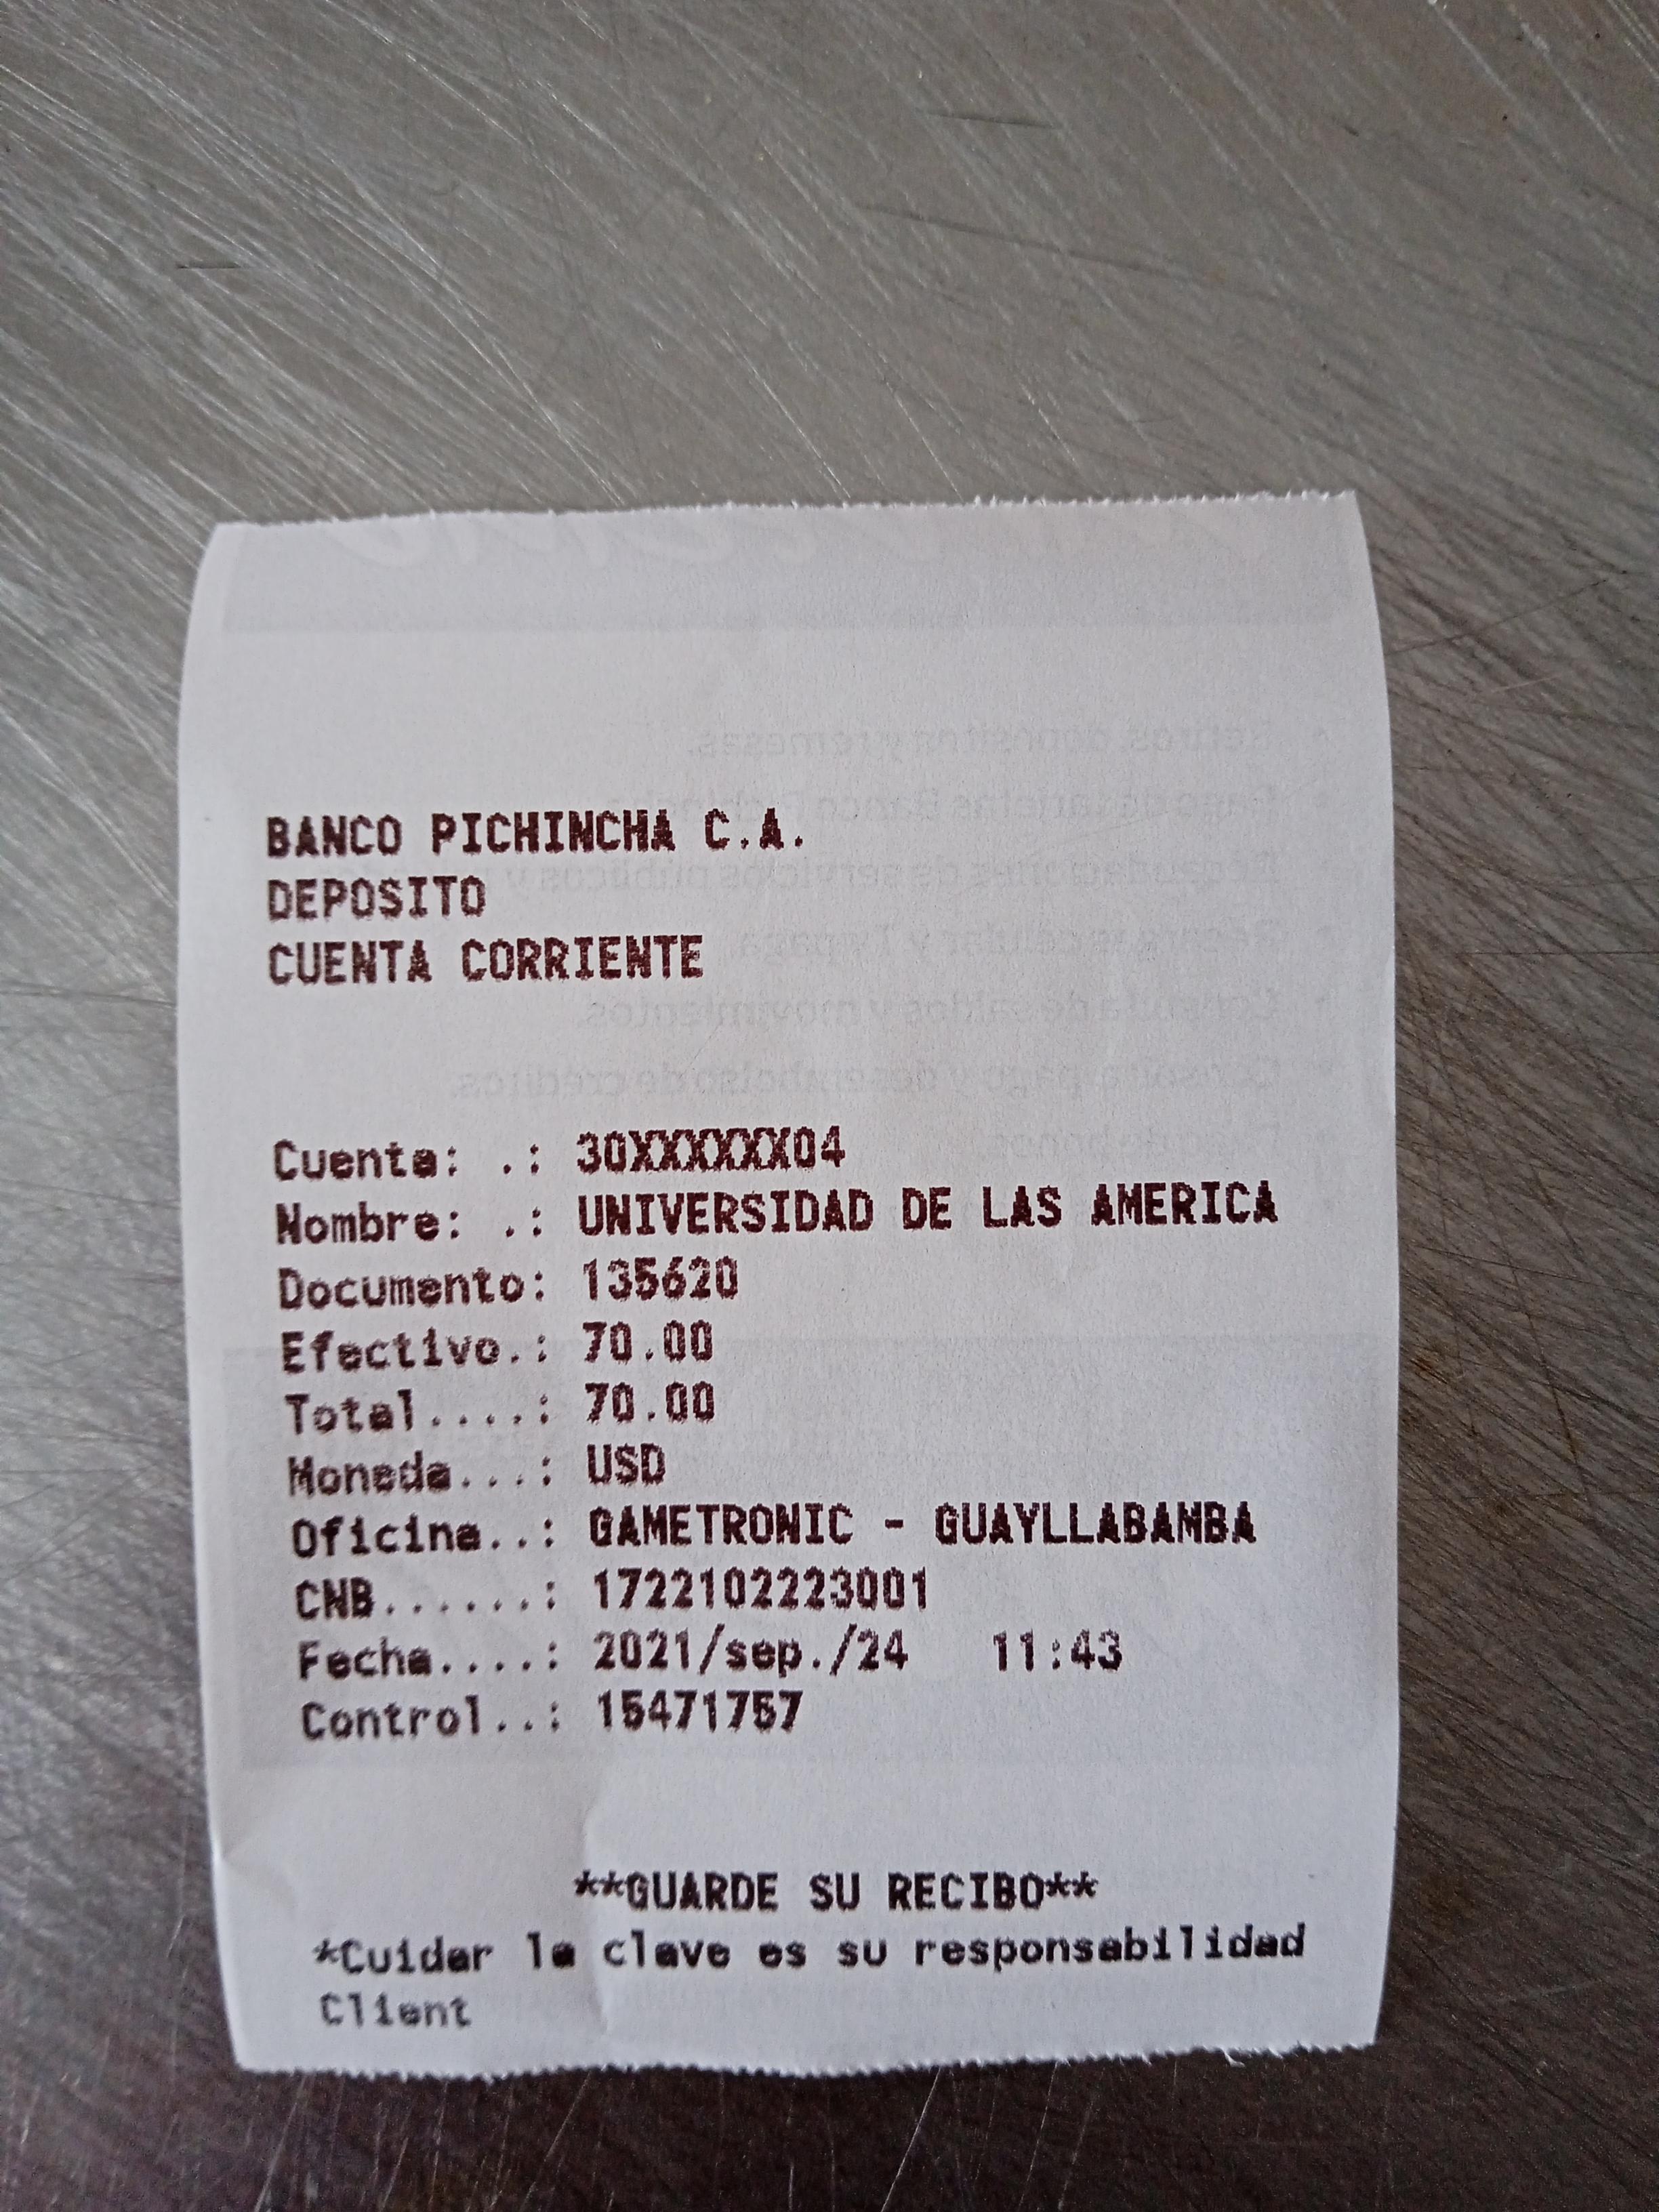 BANCO PICHINCHA C.A.
DEPOSITO
CUENTA CORRIENTE
Cuenta: .: 30XXXXXX04
Nombre: .: UNIVERSIDAD DE LAS AMERICA
Documento: 135620
Efectivo.: 70.00
Total....: 70.00
Moneda...: USD
Oficina..: GAMETRONIC - GUAYLLABAMBA
CNB......: 1722102223001
Fecha....: 2021/sep./24 11:43
Control..: 15471757
**GUARDE SU RECIBO**
*Cuidar la clave es su responsabilidad
Client